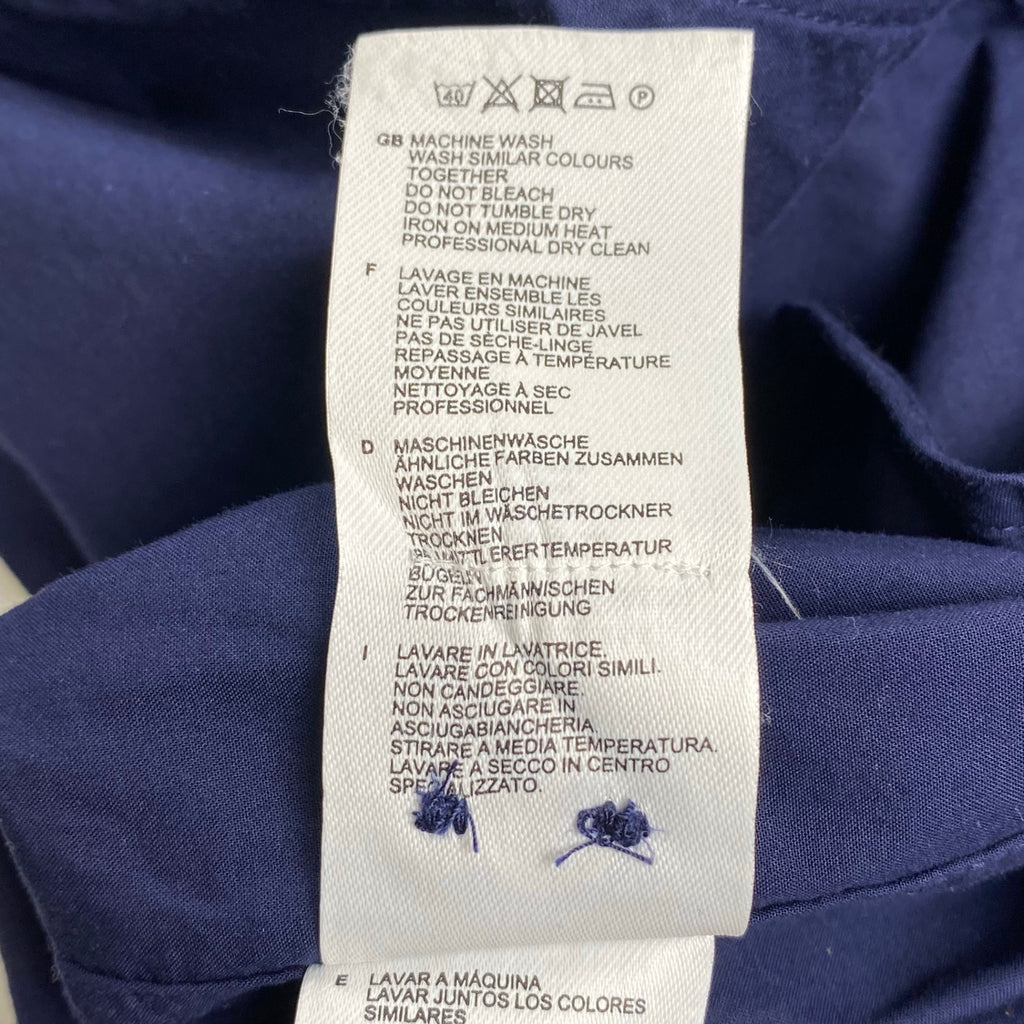 40 P
GB MACHINE WASH
WASH SIMILAR COLOURS
TOGETHER
DO NOT BLEACH
DO NOT TUMBLE DRY
IRON ON MEDIUM HEAT
PROFESSIONAL DRY CLEAN
F LAVAGE EN MACHINE
LAVER ENSEMBLE LES
COULEURS SIMILAIRES
NE PAS UTILISER DE JAVEL
PAS DE SÈCHE-LINGE
REPASSAGE À TEMPÉRATURE
MOYENNE
NETTOYAGE À SEC
PROFESSIONNEL
D MASCHINENWÄSCHE
ÄHNLICHE FARBEN ZUSAMMEN
WASCHEN
NICHT BLEICHEN
NICHT IM WÄSCHETROCKNER
TROCKNEN
MITTLERER TEMPERATUR
BÜGELN
ZUR FACHMÄNNISCHEN
TROCKENREINIGUNG
I LAVARE IN LAVATRICE.
LAVARE CON COLORI SIMILI.
NON CANDEGGIARE.
NON ASCIUGARE IN
ASCIUGABIANCHERIA
STIRARE A MEDIA TEMPERATURA.
LAVARE A SECCO IN CENTRO
SPECIALIZZATO.
E LAVAR A MÁQUINA
LAVAR JUNTOS LOS COLORES
SIMILARES